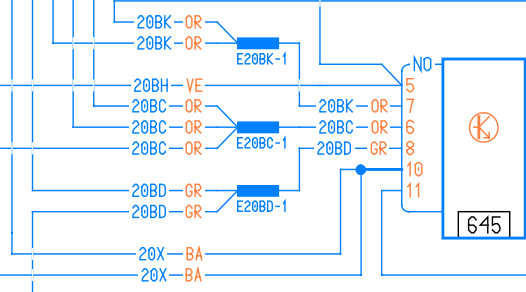 20BK OR
20BK OR
E20BK-1
NO
20BH VE 5
20BC OR 20BK OR 7
20BC OR 20BC OR 6
E20BC-1
20BC OR 20BD GR 8
10
20BD GR 11
E20BD-1
20BD GR
645
20X BA
20X BA